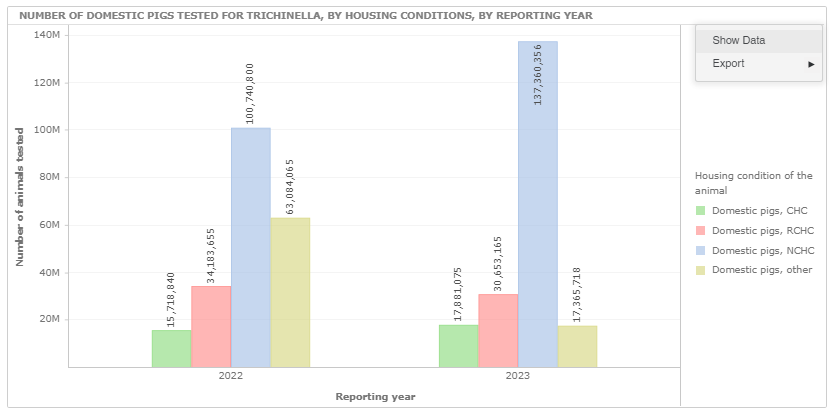 NUMBER OF DOMESTIC PIGS TESTED FOR TRICHINELLA, BY HOUSING CONDITIONS, BY REPORTING YEAR
Show Data
Export
140M
120M
100M
80M
60M
40M
20M
Number of animals tested
15,718,840
34,183,655
100,740,800
63,084,065
17,881,075
30,653,165
137,360,356
17,365,718
2022
2023
Reporting year
Housing condition of the
animal
Domestic pigs, CHC
Domestic pigs, RCHC
Domestic pigs, NCHC
Domestic pigs, other